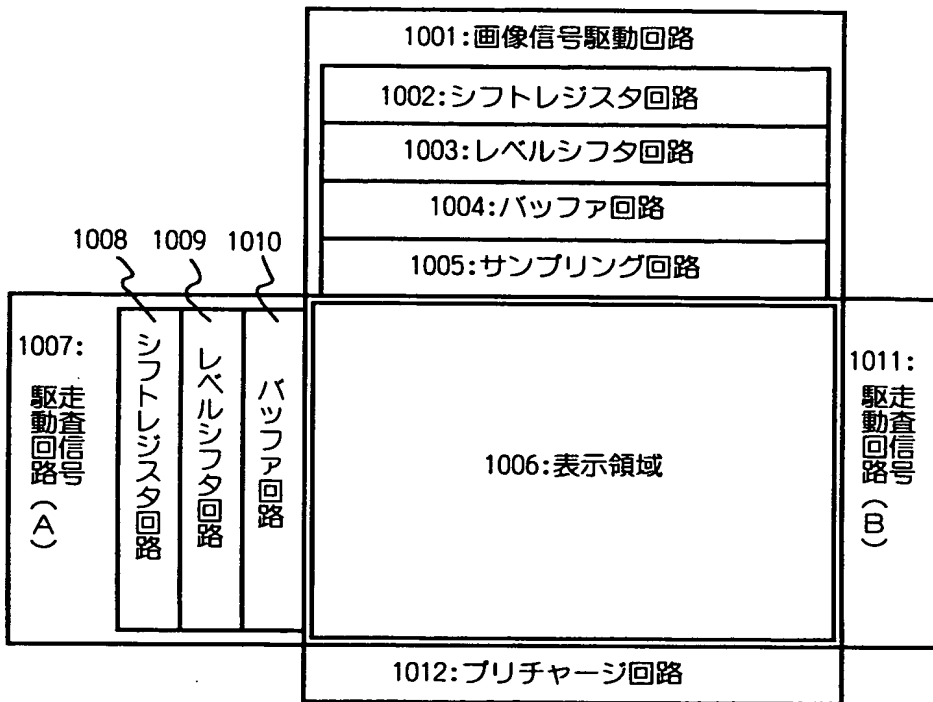 1001:画像信号駆動回路
1002:シフトレジスタ回路
1003:レベルシフタ回路
1004:バッファ回路
1005:サンプリング回路
1008
1009
1010
1007:
走査信号
駆動回路(A)
シフトレジスタ回路
レベルシフタ回路
バッファ回路
1006:表示領域
1011:
走査信号
駆動回路(B)
1012:プリチャージ回路